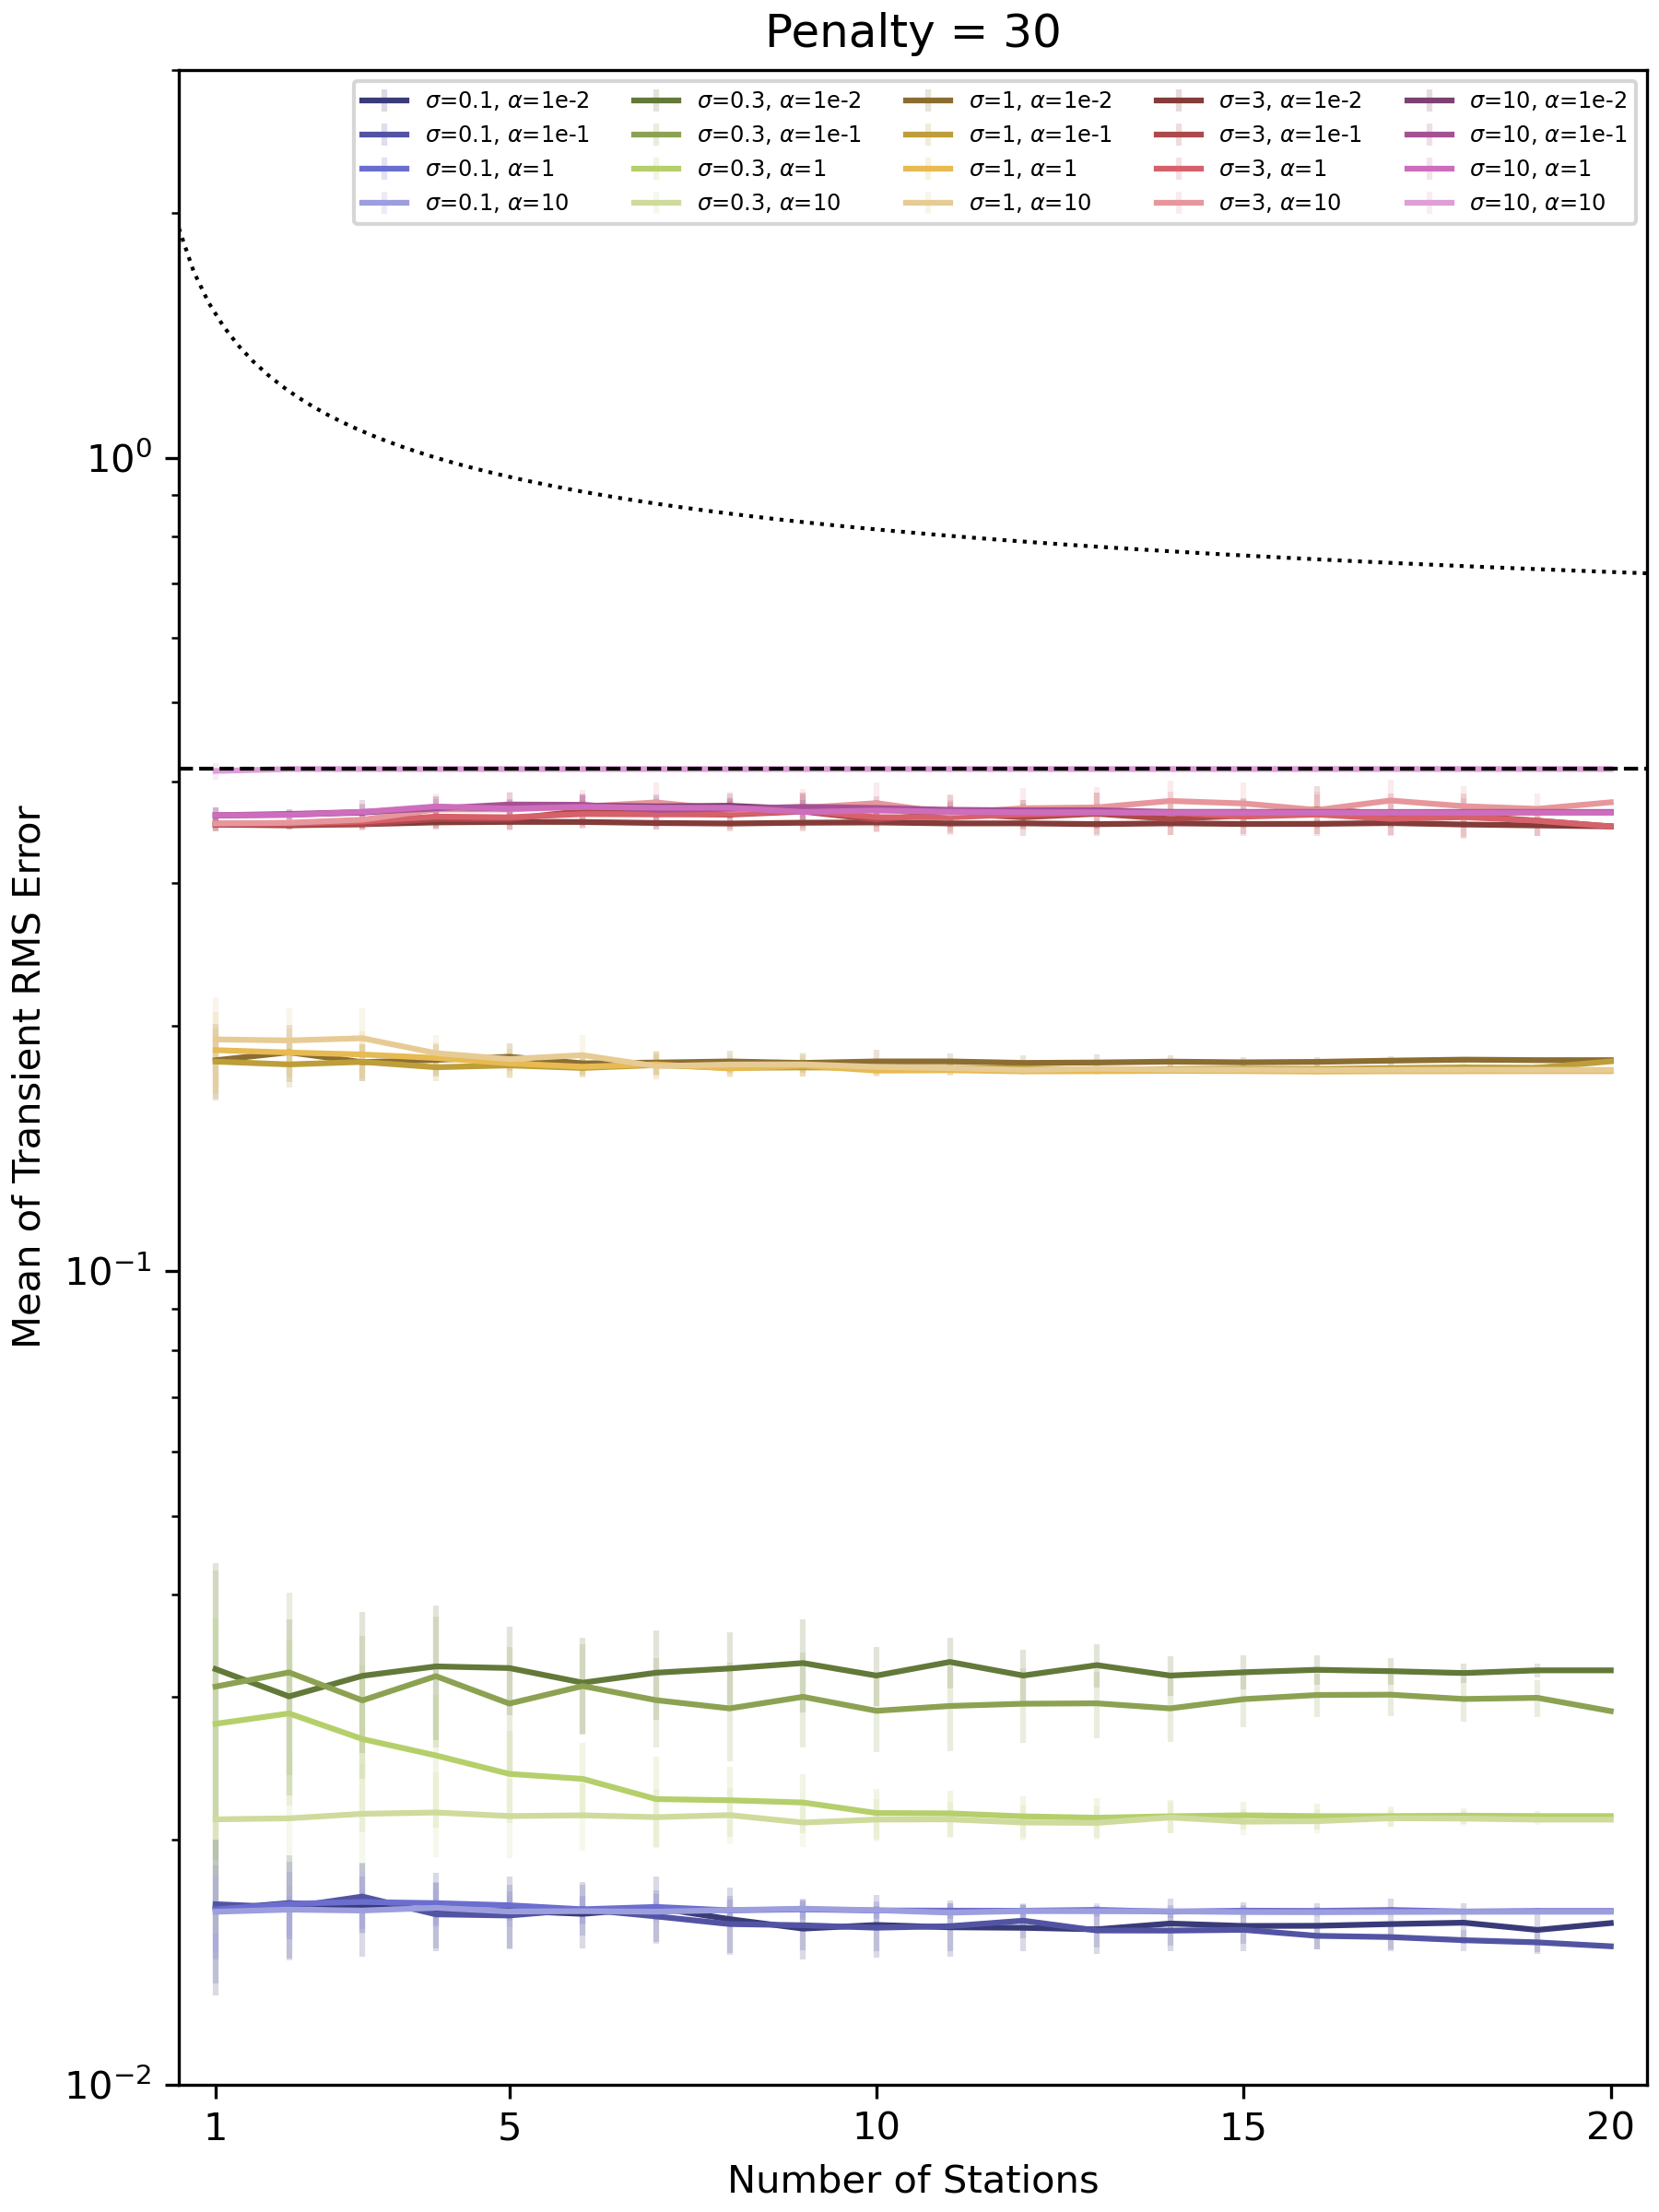 Penalty = 30
σ=0.1, α=1e-2 σ=0.3, α=1e-2 σ=1, α=1e-2 σ=3, α=1e-2 σ=10, α=1e-2
σ=0.1, α=1e-1 σ=0.3, α=1e-1 σ=1, α=1e-1 σ=3, α=1e-1 σ=10, α=1e-1
σ=0.1, α=1 σ=0.3, α=1 σ=1, α=1 σ=3, α=1 σ=10, α=1
σ=0.1, α=10 σ=0.3, α=10 σ=1, α=10 σ=3, α=10 σ=10, α=10
10⁰
10⁻¹
10⁻²
Mean of Transient RMS Error
1 5 10 15 20
Number of Stations